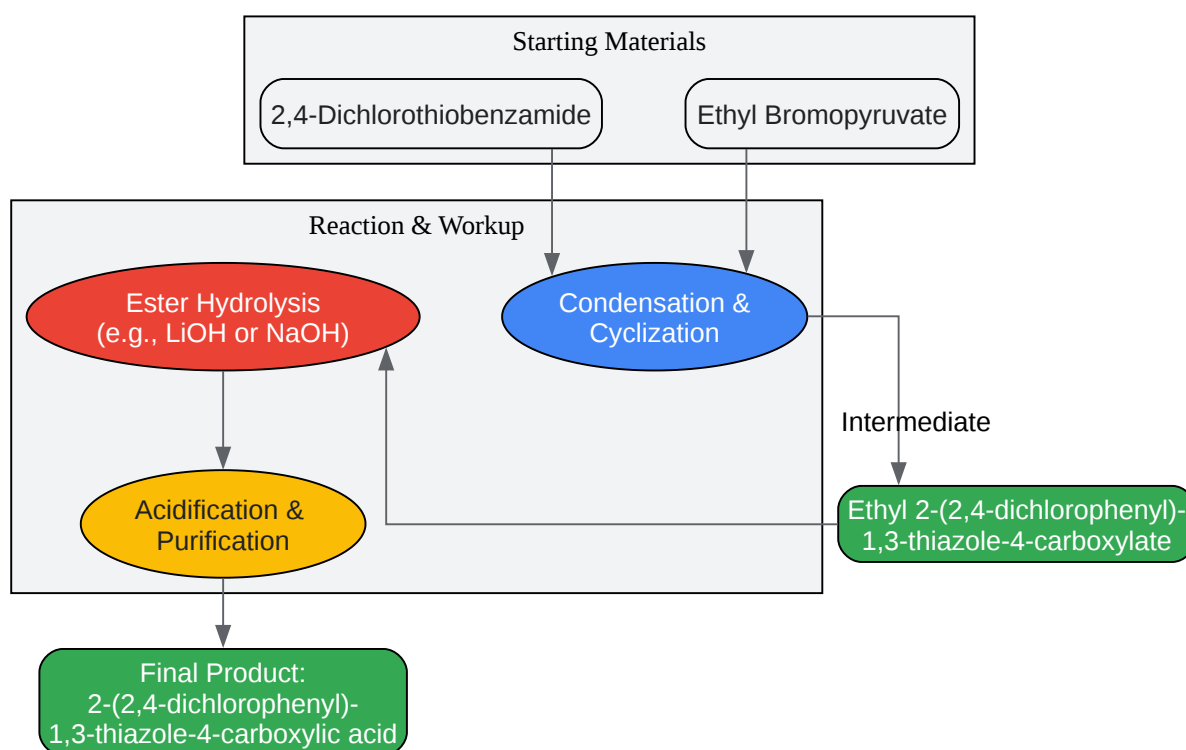 Starting Materials
2,4-Dichlorothiobenzamide
Ethyl Bromopyruvate
Reaction & Workup
Ester Hydrolysis
(e.g., LiOH or NaOH)
Condensation &
Cyclization
Intermediate
Ethyl 2-(2,4-dichlorophenyl)-
1,3-thiazole-4-carboxylate
Acidification &
Purification
Final Product:
2-(2,4-dichlorophenyl)-
1,3-thiazole-4-carboxylic acid